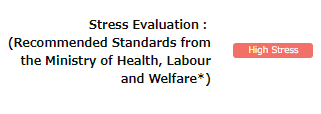 Stress Evaluation :
(Recommended Standards from
the Ministry of Health, Labour
and Welfare*)
High Stress